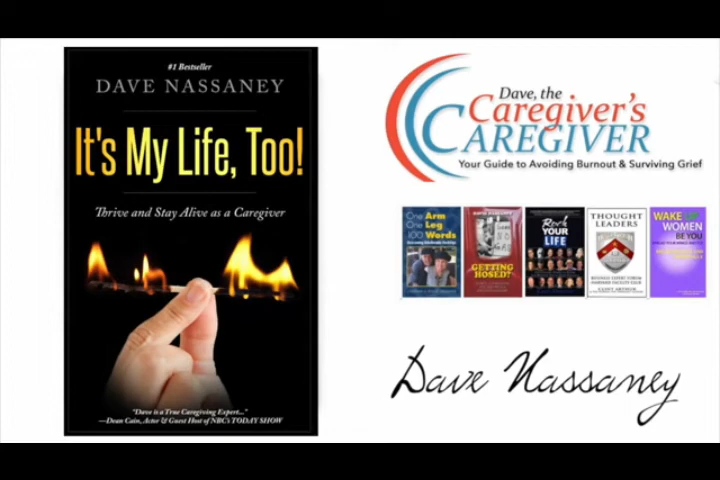 #1 Bestseller
DAVE NASSANEY
It's My Life, Too!
Thrive and Stay Alive as a Caregiver
"Dave is a True Caregiving Expert..."
—Dean Cain, Actor & Guest Host of NBC's TODAY SHOW
Dave, the
Caregiver's
CAREGIVER
Your Guide to Avoiding Burnout & Surviving Grief
One Arm
One Leg
100 Words
GETTING
HOSED?
Rock
YOUR
LIFE
THOUGHT
LEADERS
WAKE UP
WOMEN
BE YOU
Dave Nassaney